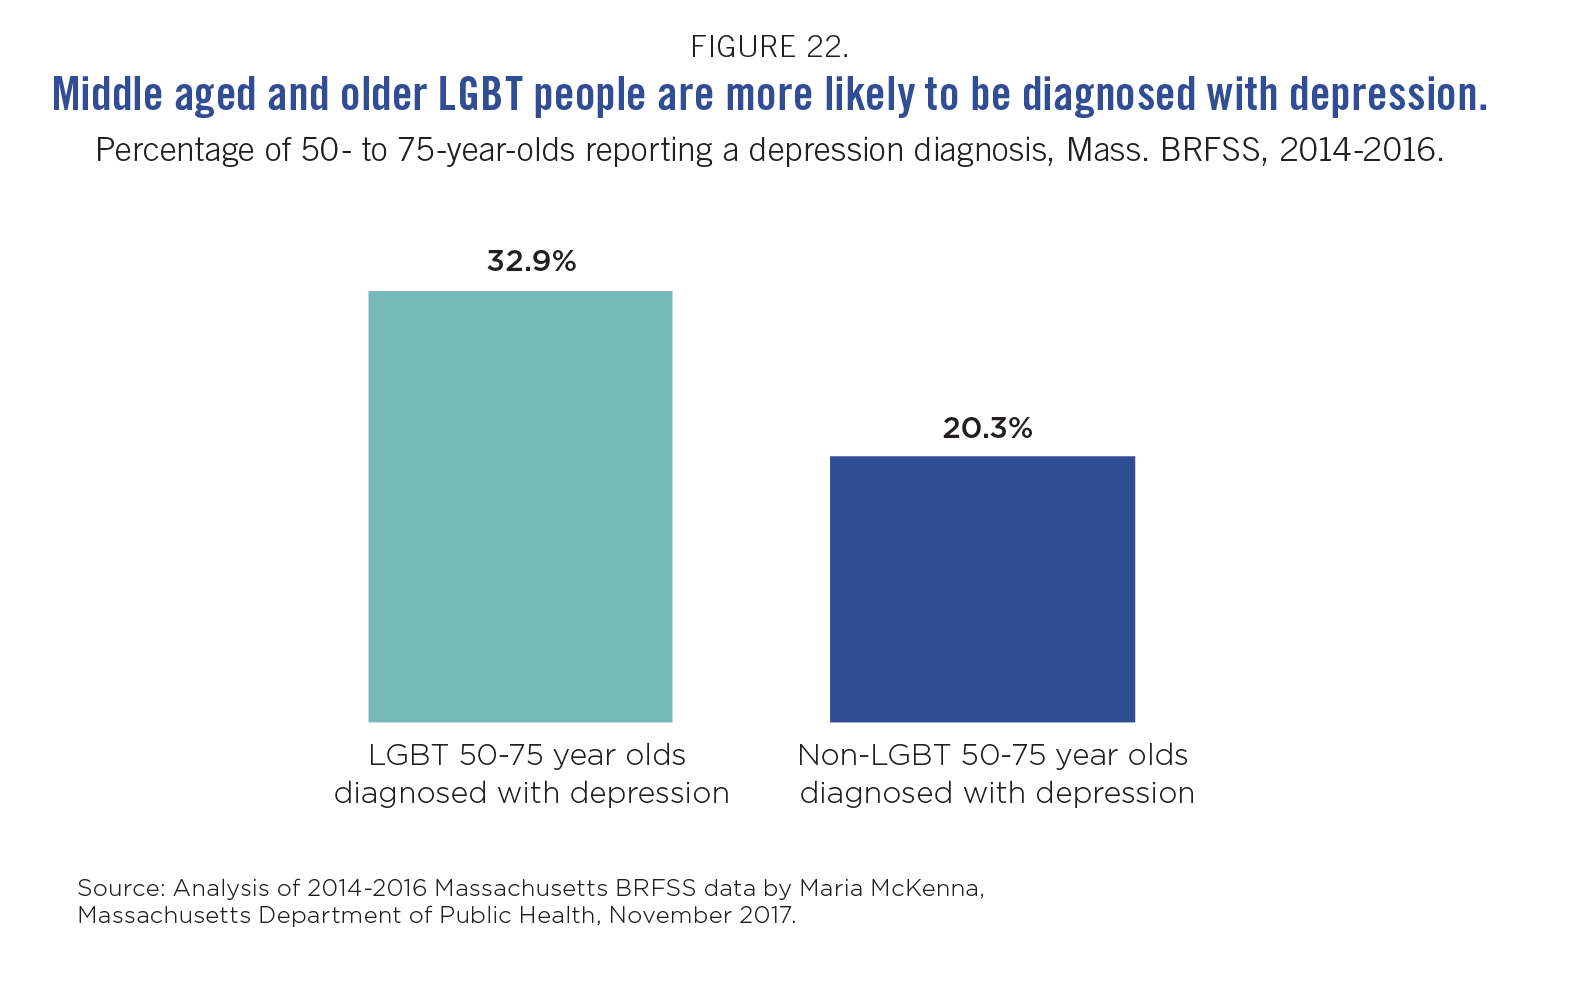 FIGURE 22.
Middle aged and older LGBT people are more likely to be diagnosed with depression.
Percentage of 50- to 75-year-olds reporting a depression diagnosis, Mass. BRFSS, 2014-2016.
32.9%
20.3%
LGBT 50-75 year olds
diagnosed with depression
Non-LGBT 50-75 year olds
diagnosed with depression
Source: Analysis of 2014-2016 Massachusetts BRFSS data by Maria McKenna,
Massachusetts Department of Public Health, November 2017.